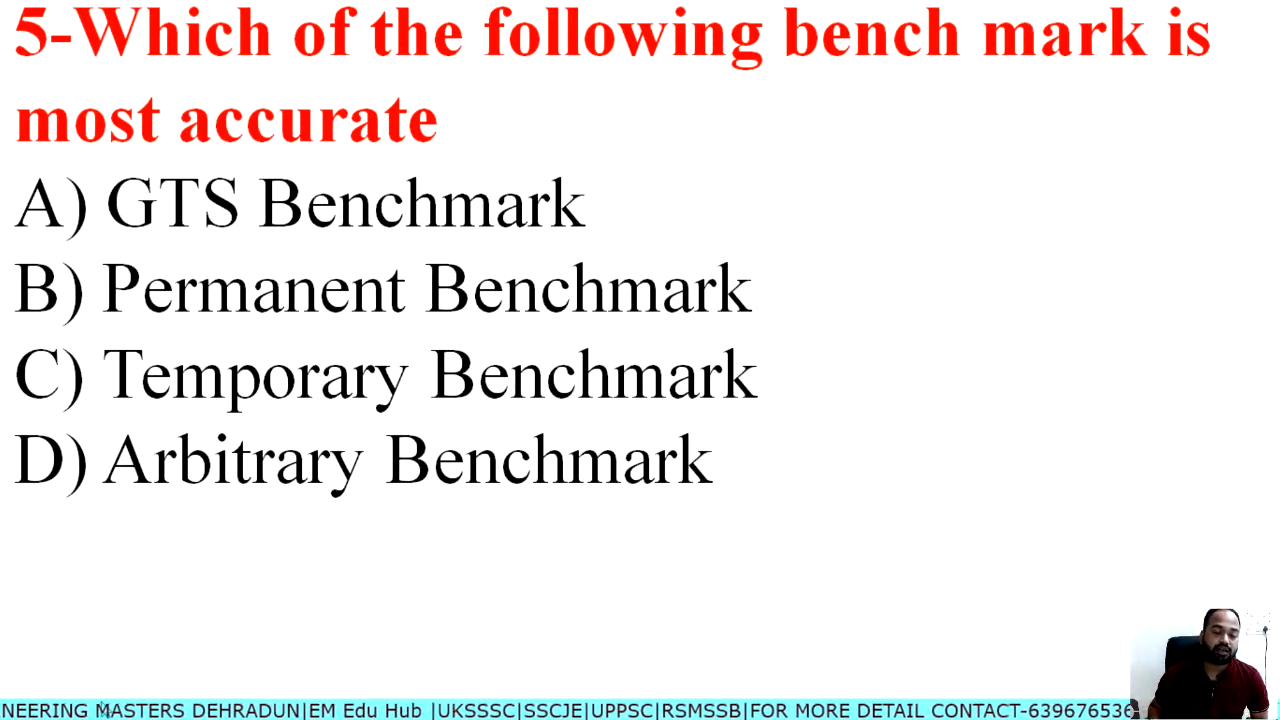 5-Which of the following bench mark is
most accurate
A) GTS Benchmark
B) Permanent Benchmark
C) Temporary Benchmark
D) Arbitrary Benchmark
NEERING MASTERS DEHRADUN|EM Edu Hub |UKSSSC|SSCJE|UPPSC|RSMSSB|FOR MORE DETAIL CONTACT-639676536